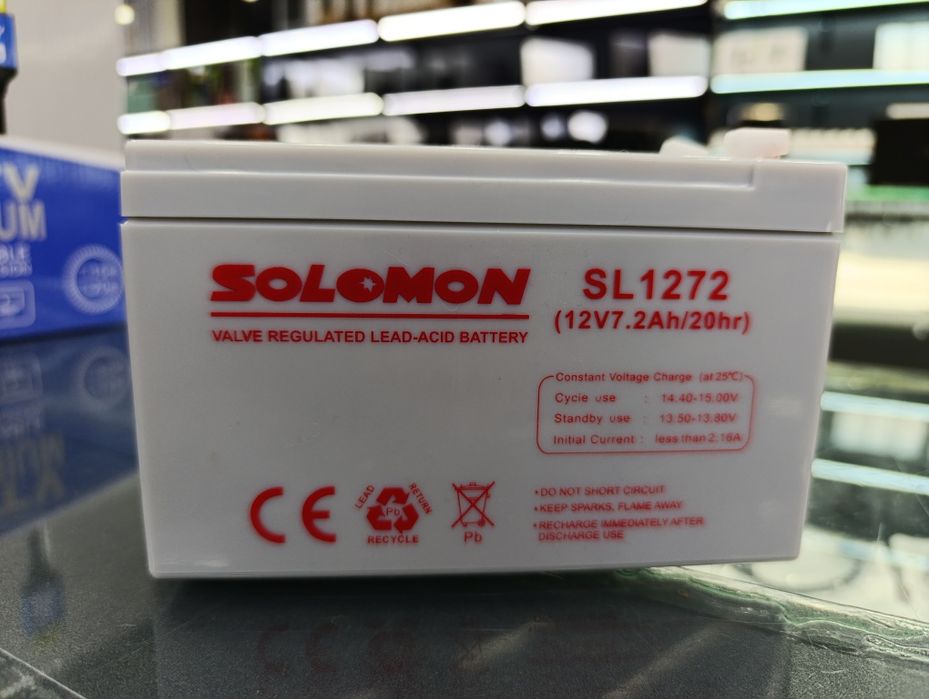 SOLOMON
VALVE REGULATED LEAD-ACID BATTERY
SL1272
(12V7.2Ah/20hr)
Constant Voltage Charge (at 25℃)
Cycle use : 14.40-15.00V
Standby use : 13.50-13.80V
Initial Current : less than 2.16A
CE
LEAD RETURN
Pb
RECYCLE
Pb
• DO NOT SHORT CIRCUIT
• KEEP SPARKS, FLAME AWAY
• RECHARGE IMMEDIATELY AFTER
DISCHARGE USE